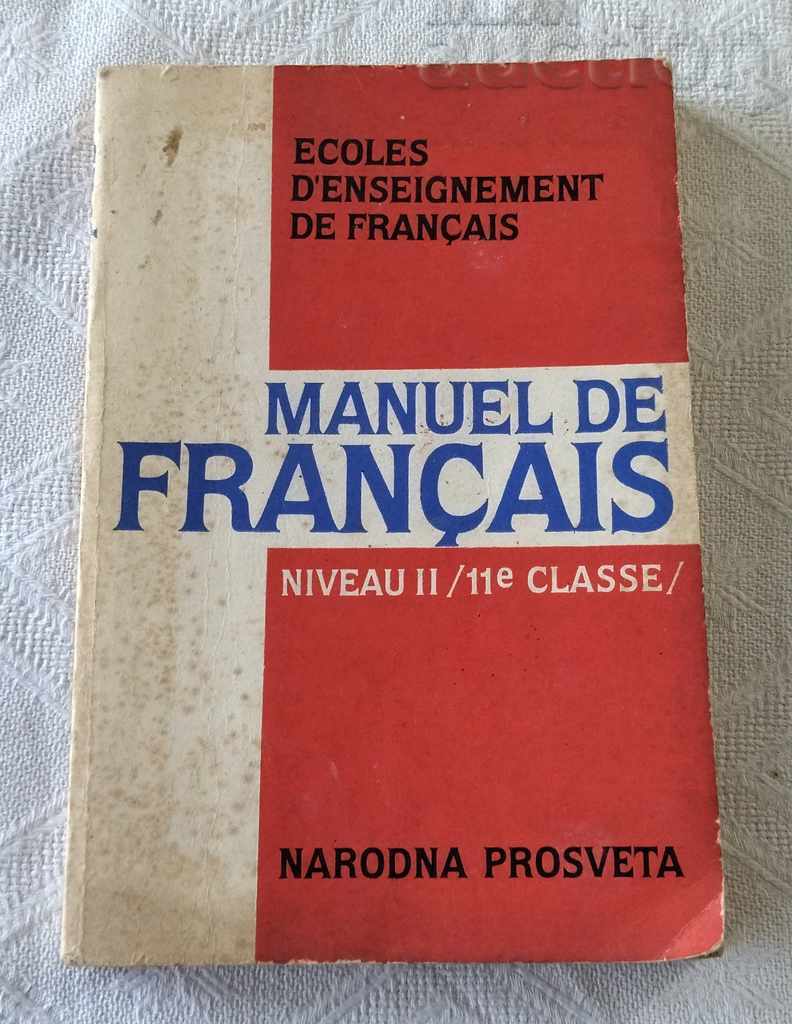 ECOLES
D'ENSEIGNEMENT
DE FRANÇAIS
MANUEL DE
FRANÇAIS
NIVEAU II /11e CLASSE/
NARODNA PROSVETA